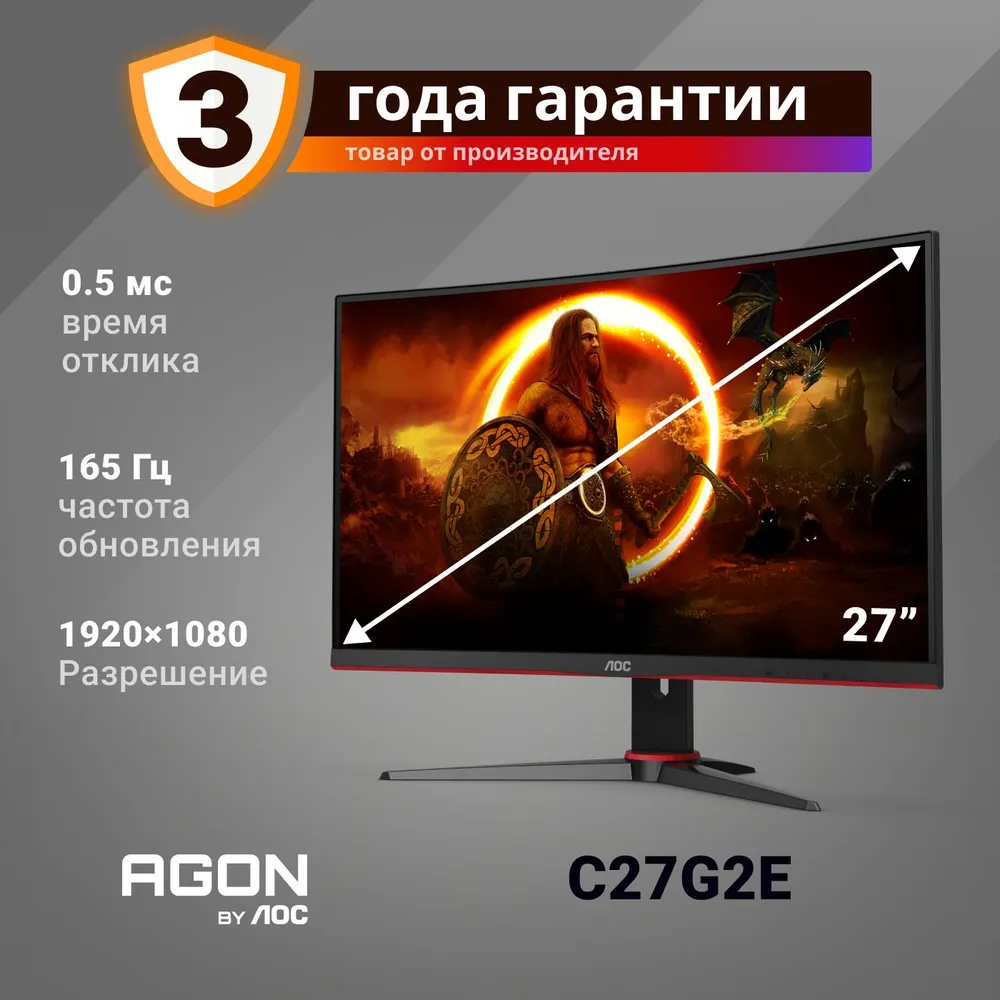 3
года гарантии
товар от производителя
0.5 мс
время
отклика
165 Гц
частота
обновления
1920×1080
Разрешение
27”
AOC
AGON
BY AOC
C27G2E